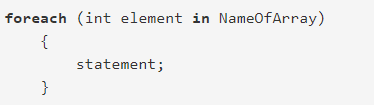 foreach (int element in NameOfArray)
{
statement;
}